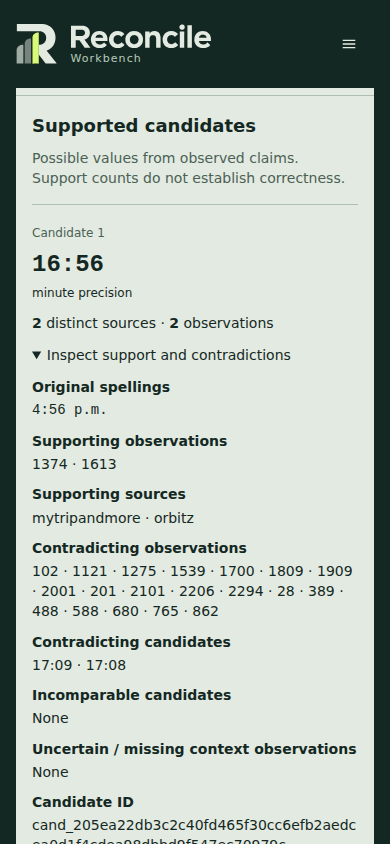 Reconcile
Workbench
Supported candidates
Possible values from observed claims.
Support counts do not establish correctness.
Candidate 1
16:56
minute precision
2 distinct sources · 2 observations
▼ Inspect support and contradictions
Original spellings
4:56 p.m.
Supporting observations
1374 · 1613
Supporting sources
mytripandmore · orbitz
Contradicting observations
102 · 1121 · 1275 · 1539 · 1700 · 1809 · 1909
· 2001 · 201 · 2101 · 2206 · 2294 · 28 · 389 ·
488 · 588 · 680 · 765 · 862
Contradicting candidates
17:09 · 17:08
Incomparable candidates
None
Uncertain / missing context observations
None
Candidate ID
cand_205ea22db3c2c40fd465f30cc6efb2aedc